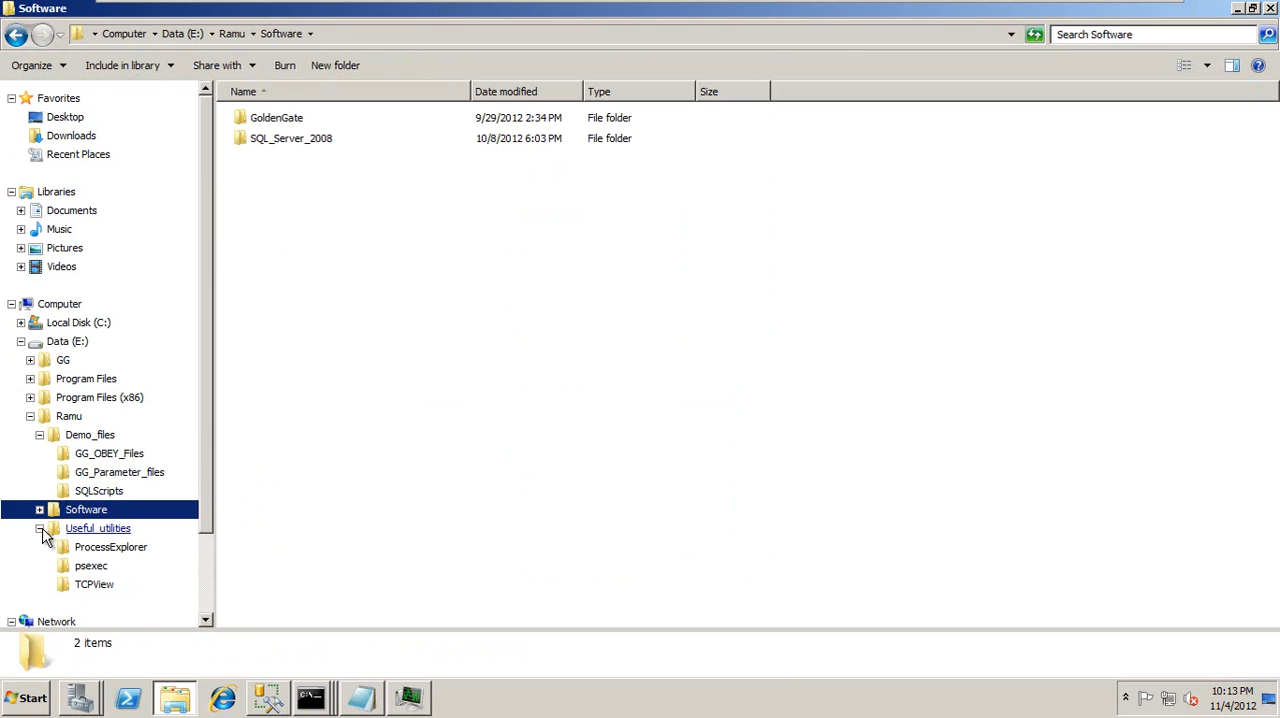 Software
Computer Data (E:) Ramu Software
Search Software
Organize Include in library Share with Burn New folder
Name Date modified Type Size
GoldenGate 9/29/2012 2:34 PM File folder
SQL_Server_2008 10/8/2012 6:03 PM File folder
Favorites
Desktop
Downloads
Recent Places
Libraries
Documents
Music
Pictures
Videos
Computer
Local Disk (C:)
Data (E:)
GG
Program Files
Program Files (x86)
Ramu
Demo_files
GG_OBEY_Files
GG_Parameter_files
SQLScripts
Software
Useful_utilities
ProcessExplorer
psexec
TCPView
Network
2 items
Start
10:13 PM
11/4/2012